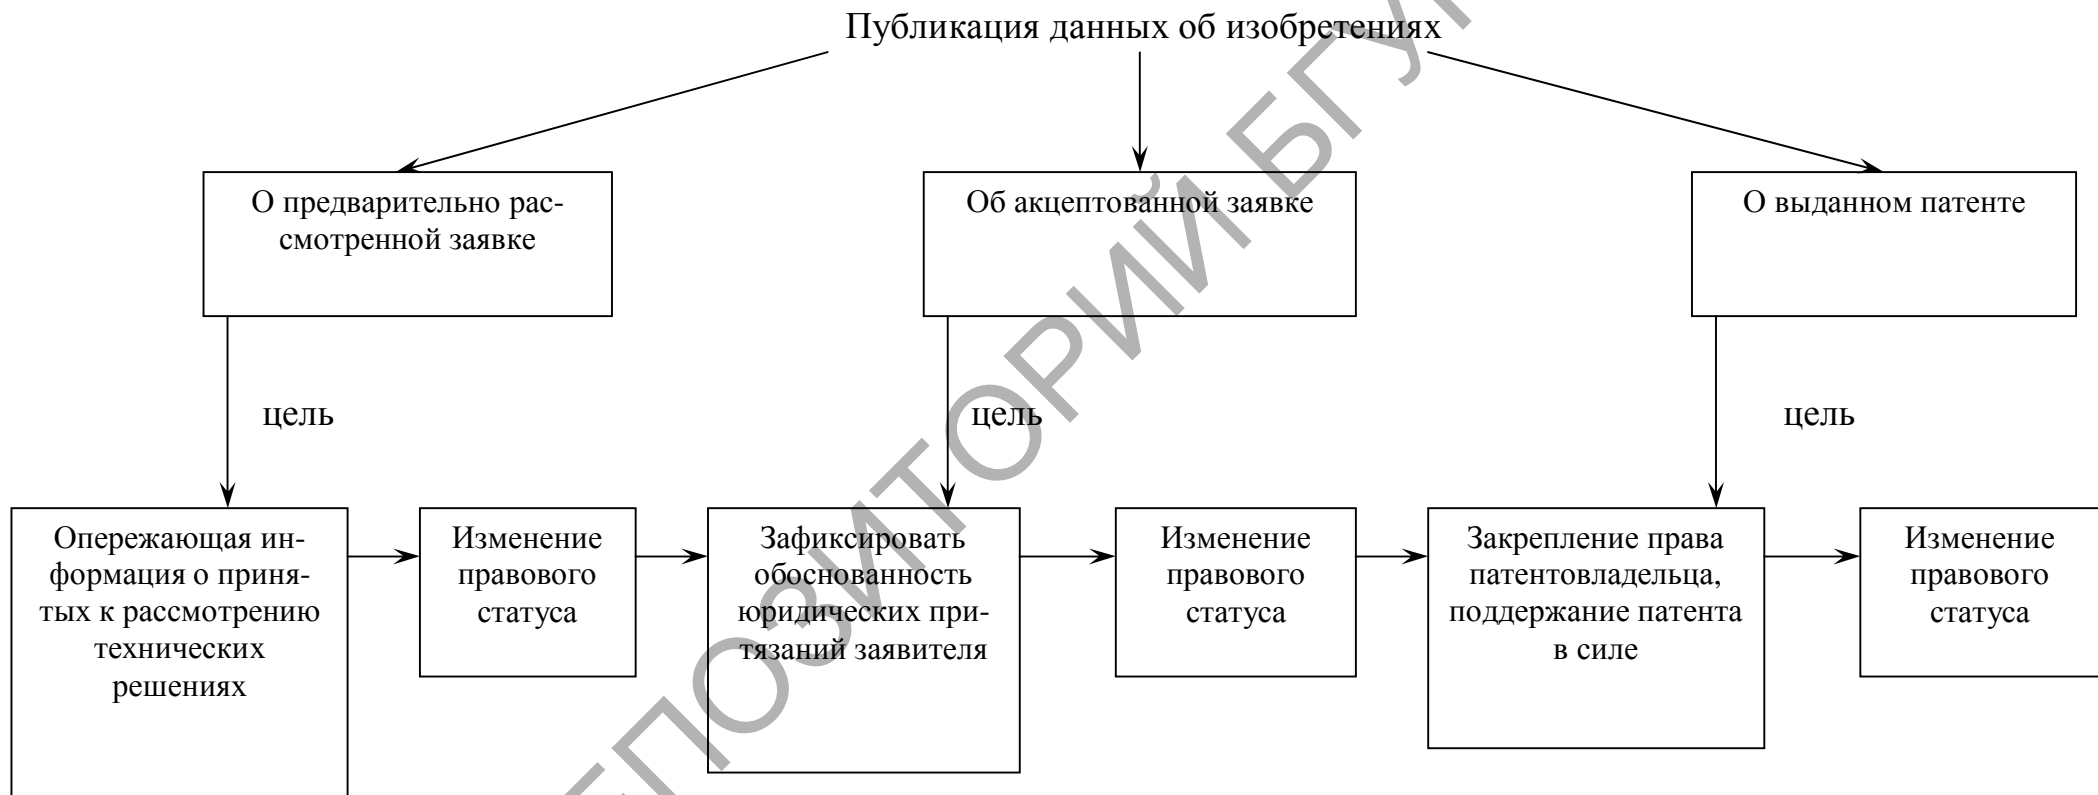 Публикация данных об изобретениях
О предварительно рас-
смотренной заявке
Об акцептованной заявке
О выданном патенте
цель
цель
цель
Опережающая ин-
формация о приня-
тых к рассмотрению
технических
решениях
Изменение
правового
статуса
Зафиксировать
обоснованность
юридических при-
тязаний заявителя
Изменение
правового
статуса
Закрепление права
патентовладельца,
поддержание патента
в силе
Изменение
правового
статуса